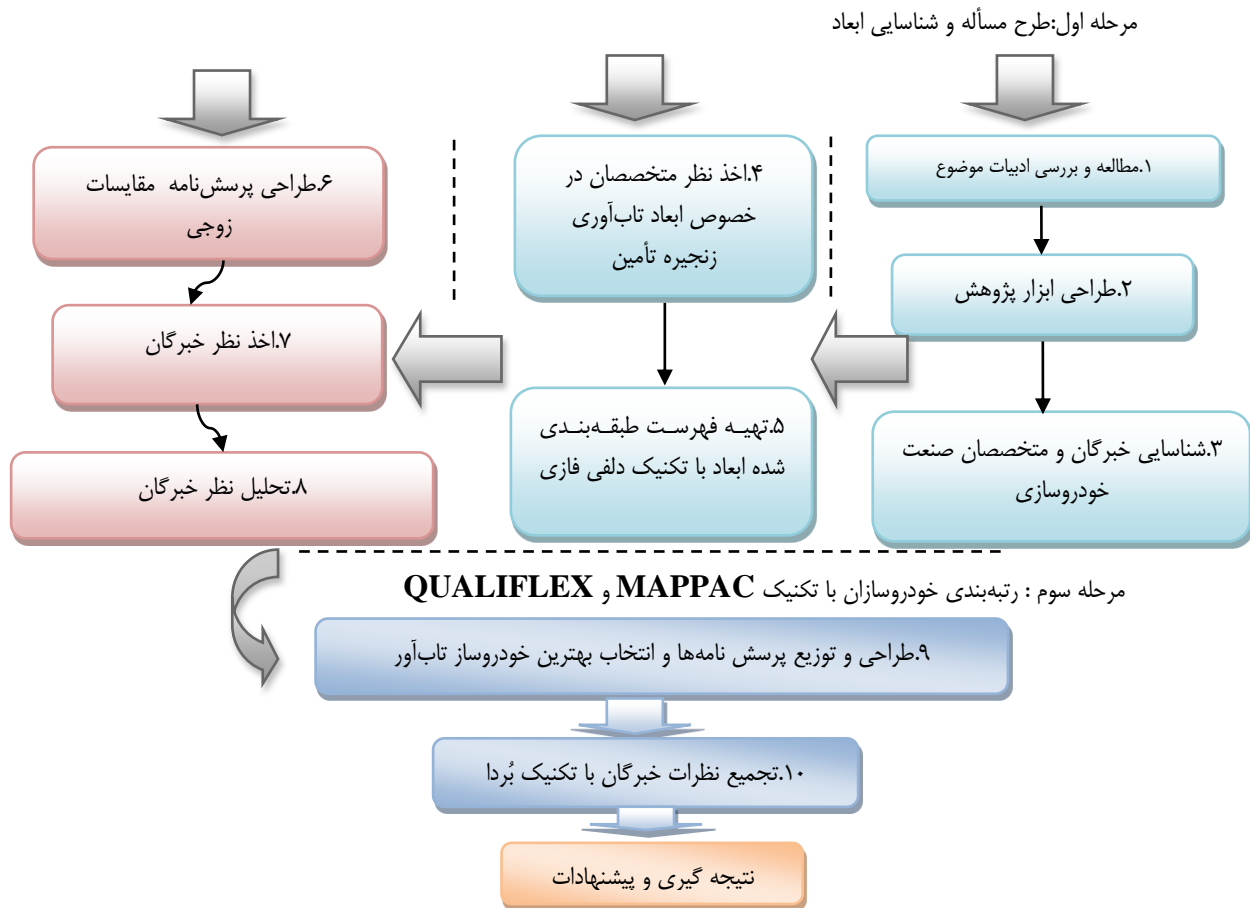 مرحله اول:طرح مسأله و شناسایی ابعاد
۱.مطالعه و بررسی ادبیات موضوع
۲.طراحی ابزار پژوهش
۳.شناسایی خبرگان و متخصصان صنعت
خودروسازی
۴.اخذ نظر متخصصان در
خصوص ابعاد تاب‌آوری
زنجیره تأمین
۵.تهیـه فهرسـت طبقـه‌بنـدی
شده ابعاد با تکنیک دلفی فازی
۶.طراحی پرسش‌نامه مقایسات
زوجی
۷.اخذ نظر خبرگان
۸.تحلیل نظر خبرگان
مرحله سوم : رتبه‌بندی خودروسازان با تکنیک MAPPAC و QUALIFLEX
۹.طراحی و توزیع پرسش نامه‌ها و انتخاب بهترین خودروساز تاب‌آور
۱۰.تجمیع نظرات خبرگان با تکنیک بُردا
نتیجه گیری و پیشنهادات